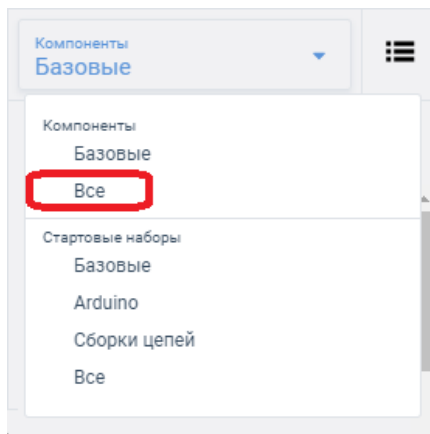 Компоненты
Базовые
Компоненты
Базовые
Все
Стартовые наборы
Базовые
Arduino
Сборки цепей
Все